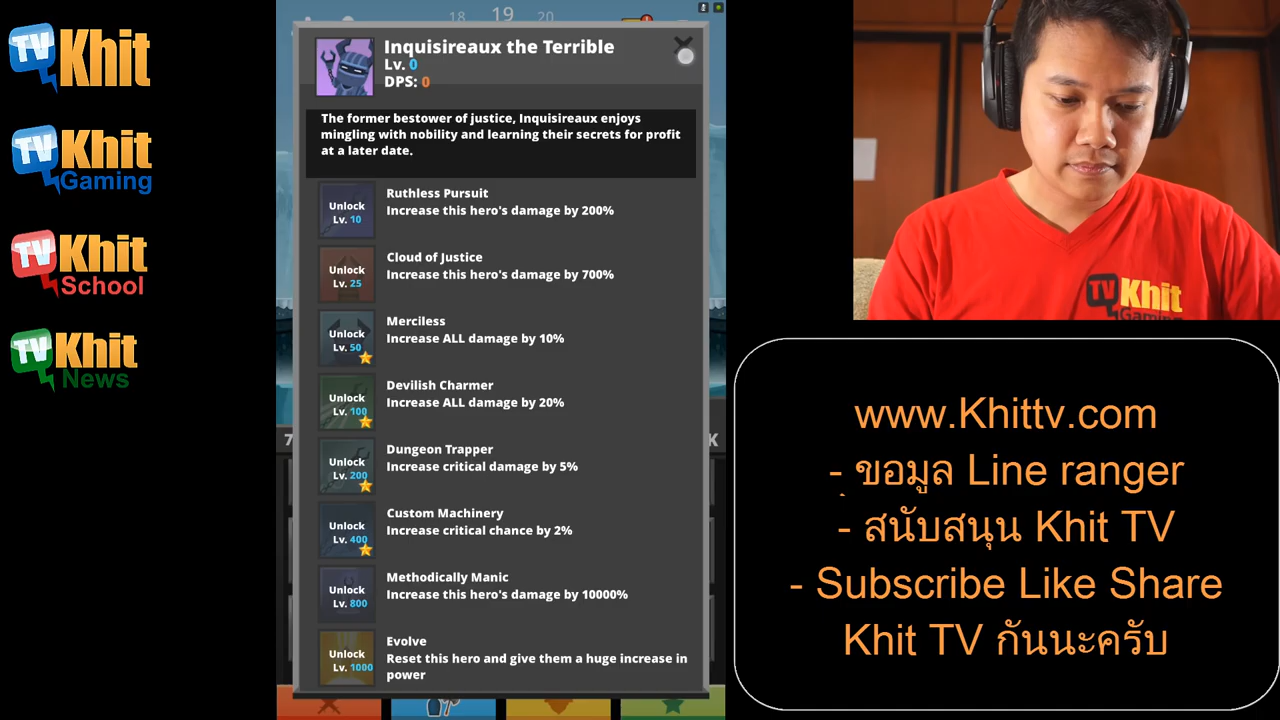 TV Khit
TV Khit
Gaming
TV Khit
School
TV Khit
News
18 19 20
Inquisireaux the Terrible
Lv. 0
DPS: 0
The former bestower of justice, Inquisireaux enjoys
mingling with nobility and learning their secrets for profit
at a later date.
Unlock
Lv. 10
Ruthless Pursuit
Increase this hero's damage by 200%
Unlock
Lv. 25
Cloud of Justice
Increase this hero's damage by 700%
Unlock
Lv. 50
Merciless
Increase ALL damage by 10%
Unlock
Lv. 100
Devilish Charmer
Increase ALL damage by 20%
Unlock
Lv. 200
Dungeon Trapper
Increase critical damage by 5%
Unlock
Lv. 400
Custom Machinery
Increase critical chance by 2%
Unlock
Lv. 800
Methodically Manic
Increase this hero's damage by 10000%
Unlock
Lv. 1000
Evolve
Reset this hero and give them a huge increase in
power
7
K
TV Khit
Gaming
www.Khittv.com
- ขอมูล Line ranger
- สนับสนุน Khit TV
- Subscribe Like Share
Khit TV กันนะครับ